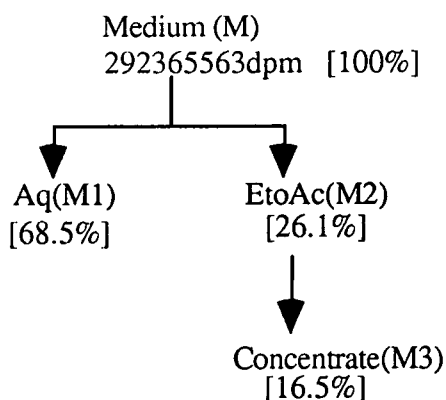 Medium (M)
292365563dpm [100%]
Aq(M1)
[68.5%]
EtoAc(M2)
[26.1%]
Concentrate(M3)
[16.5%]